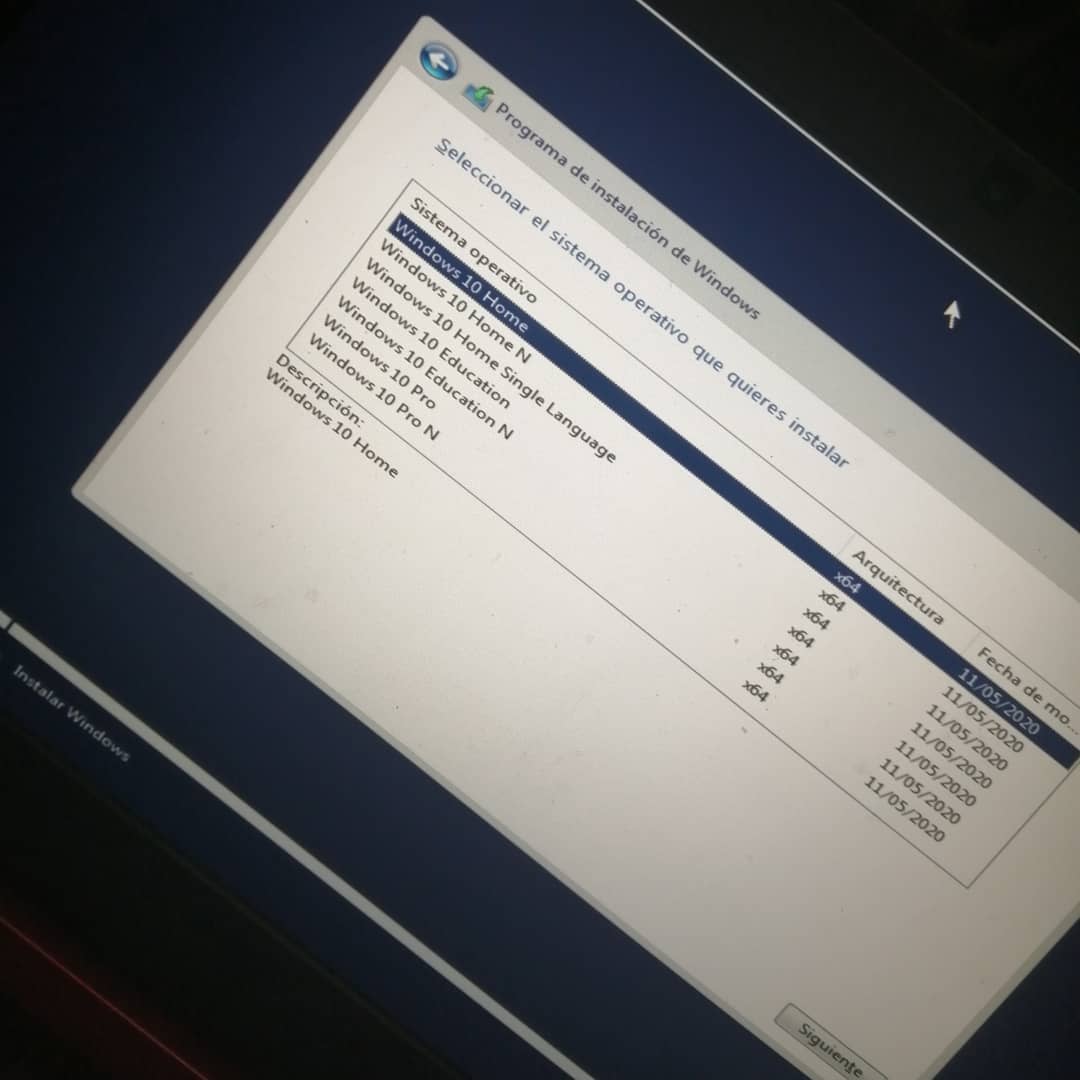 Programa de instalación de Windows
Seleccionar el sistema operativo que quieres instalar
Sistema operativo Arquitectura Fecha de mo...
Windows 10 Home x64 11/05/2020
Windows 10 Home N x64 11/05/2020
Windows 10 Home Single Language x64 11/05/2020
Windows 10 Education x64 11/05/2020
Windows 10 Education N x64 11/05/2020
Windows 10 Pro x64 11/05/2020
Windows 10 Pro N x64 11/05/2020
Descripción:
Windows 10 Home
Siguiente
Instalar Windows